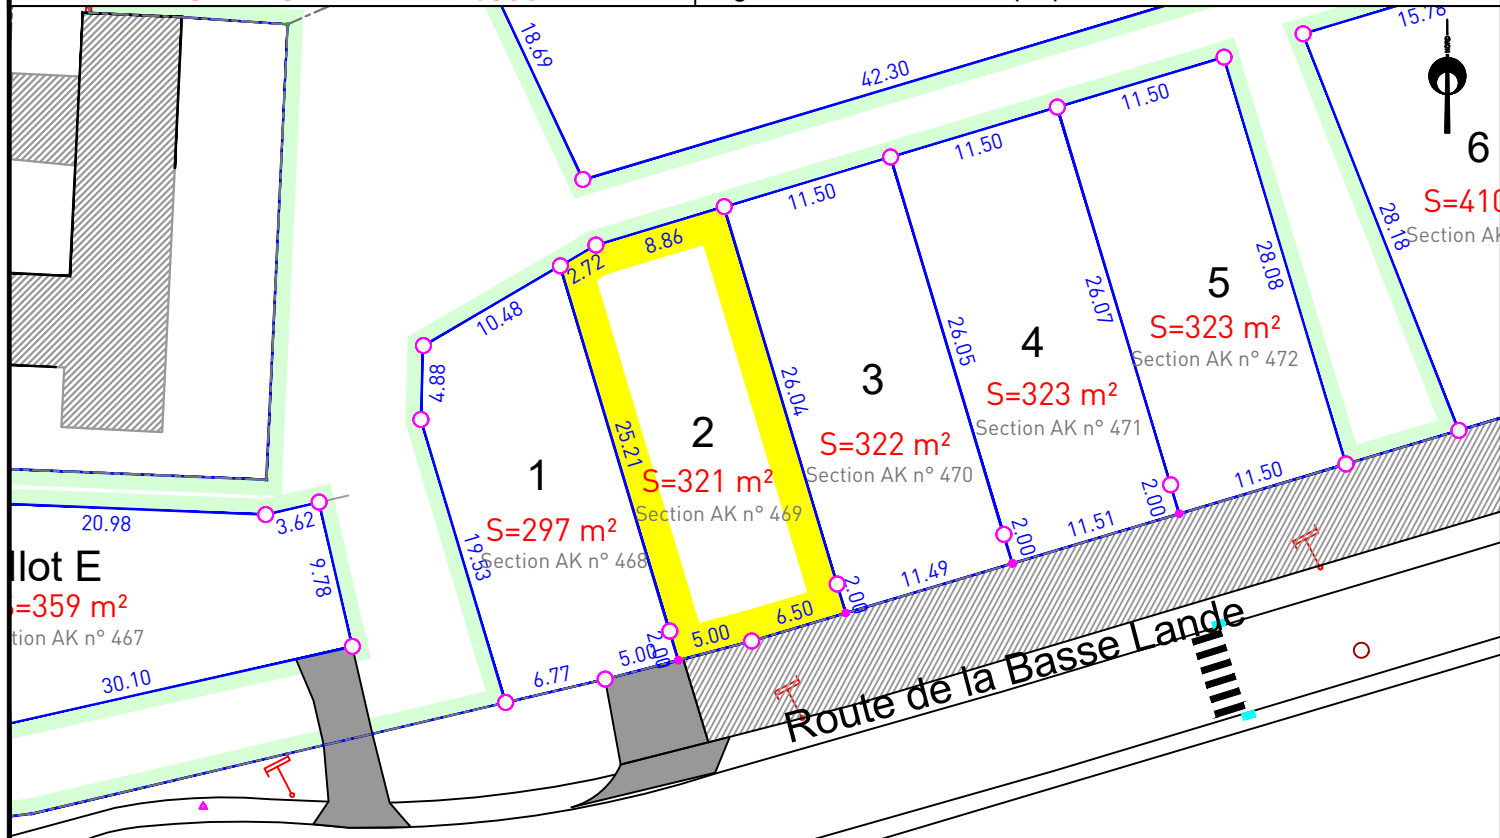 18.69
42.30
15.78
NORD
11.50
11.50
11.50
8.86
2.72
10.48
4.88
6
S=410
Section AK
28.18
28.08
5
S=323 m²
Section AK n° 472
26.07
4
S=323 m²
Section AK n° 471
26.05
3
S=322 m²
Section AK n° 470
26.04
2
S=321 m²
Section AK n° 469
25.21
1
S=297 m²
Section AK n° 468
19.53
20.98
3.62
9.78
Ilot E
=359 m²
tion AK n° 467
30.10
6.77
5.00
2.00
5.00
6.50
2.00
11.49
2.00
11.51
2.00
11.50
Route de la Basse Lande